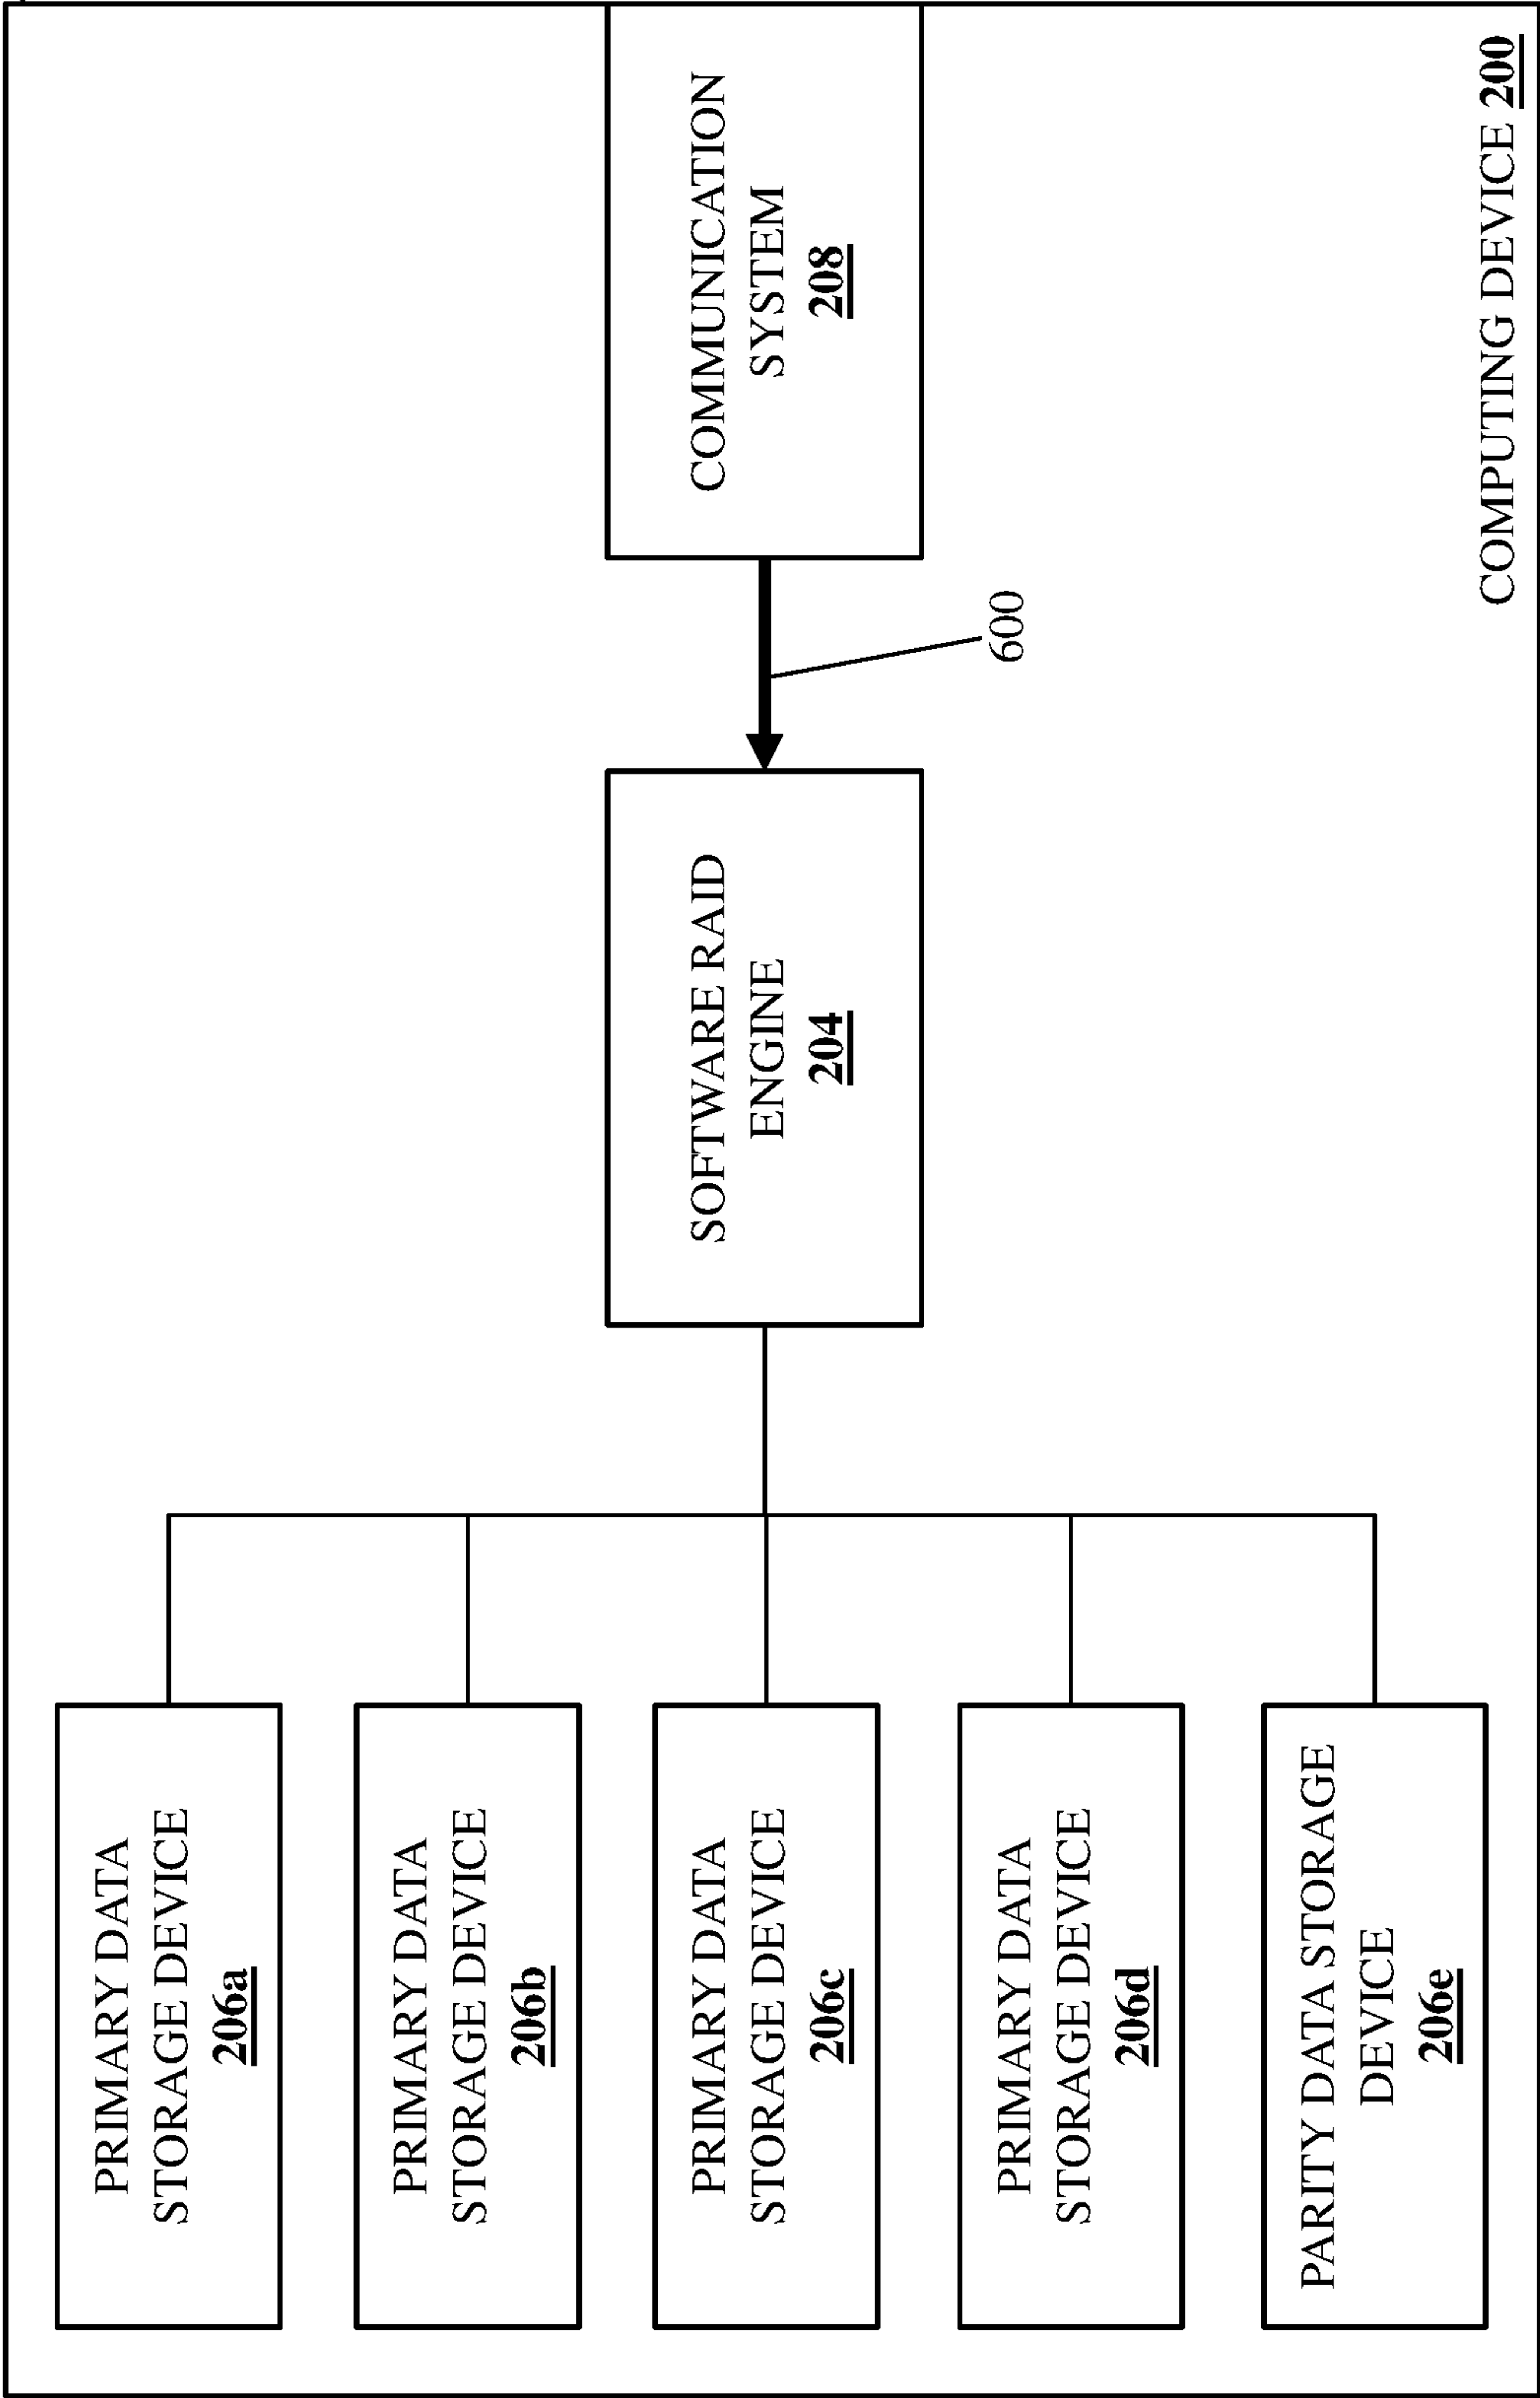 PRIMARY DATA
STORAGE DEVICE
206a
PRIMARY DATA
STORAGE DEVICE
206b
PRIMARY DATA
STORAGE DEVICE
206c
PRIMARY DATA
STORAGE DEVICE
206d
PARITY DATA STORAGE
DEVICE
206e
SOFTWARE RAID
ENGINE
204
600
COMMUNICATION
SYSTEM
208
COMPUTING DEVICE 200